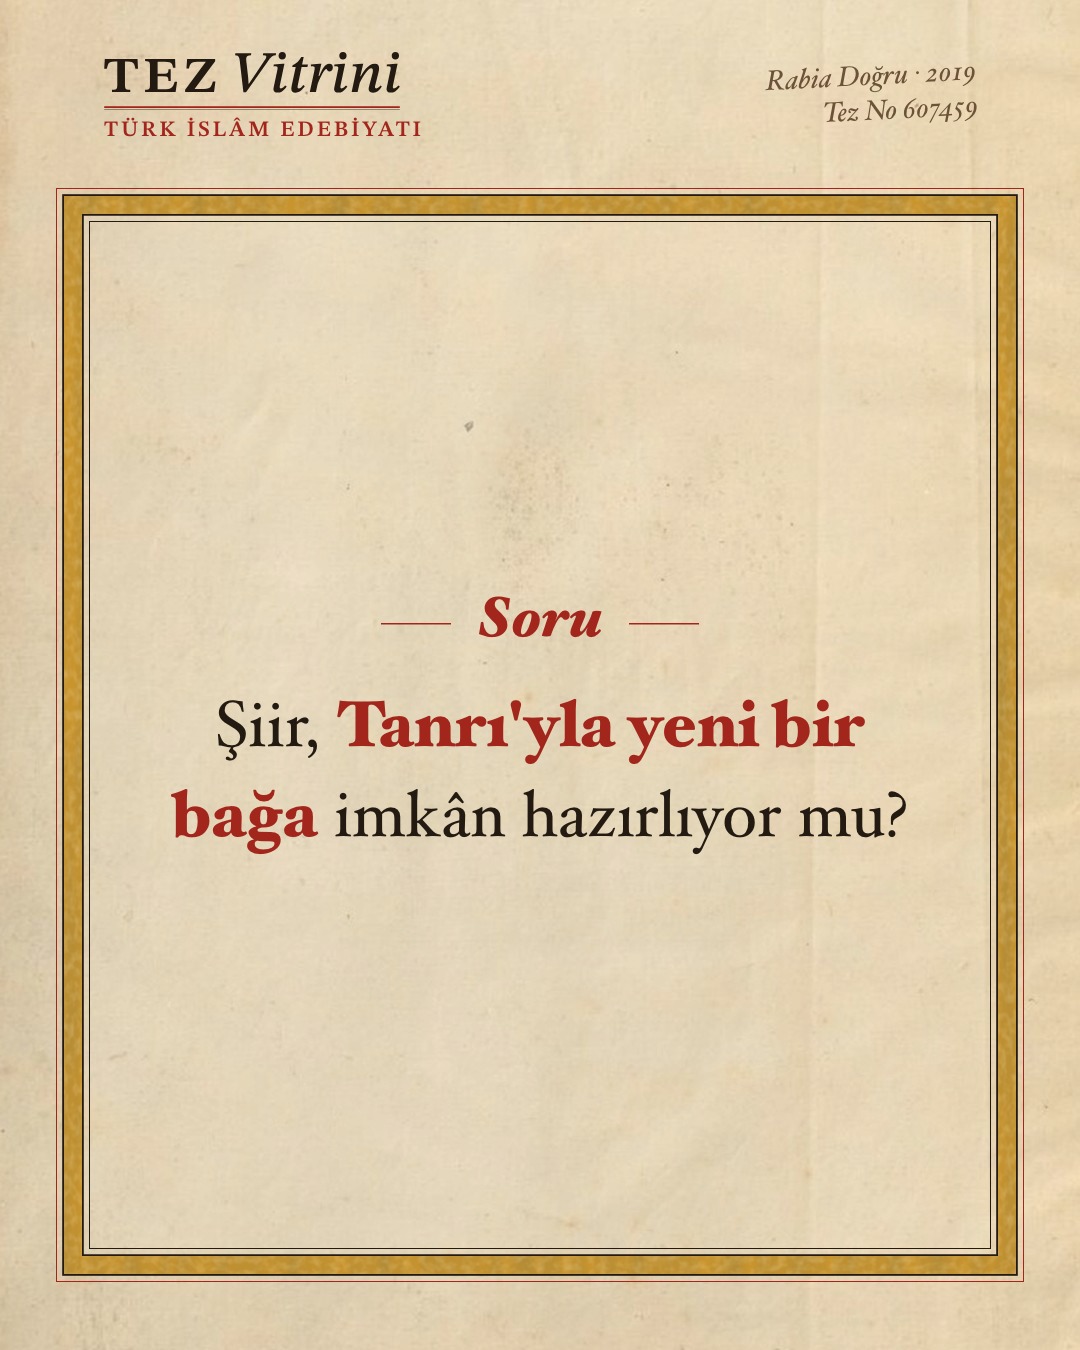 TEZ Vitrini
TÜRK İSLÂM EDEBİYATI
Rabia Doğru · 2019
Tez No 607459
Soru
Şiir, Tanrı'yla yeni bir
bağa imkân hazırlıyor mu?